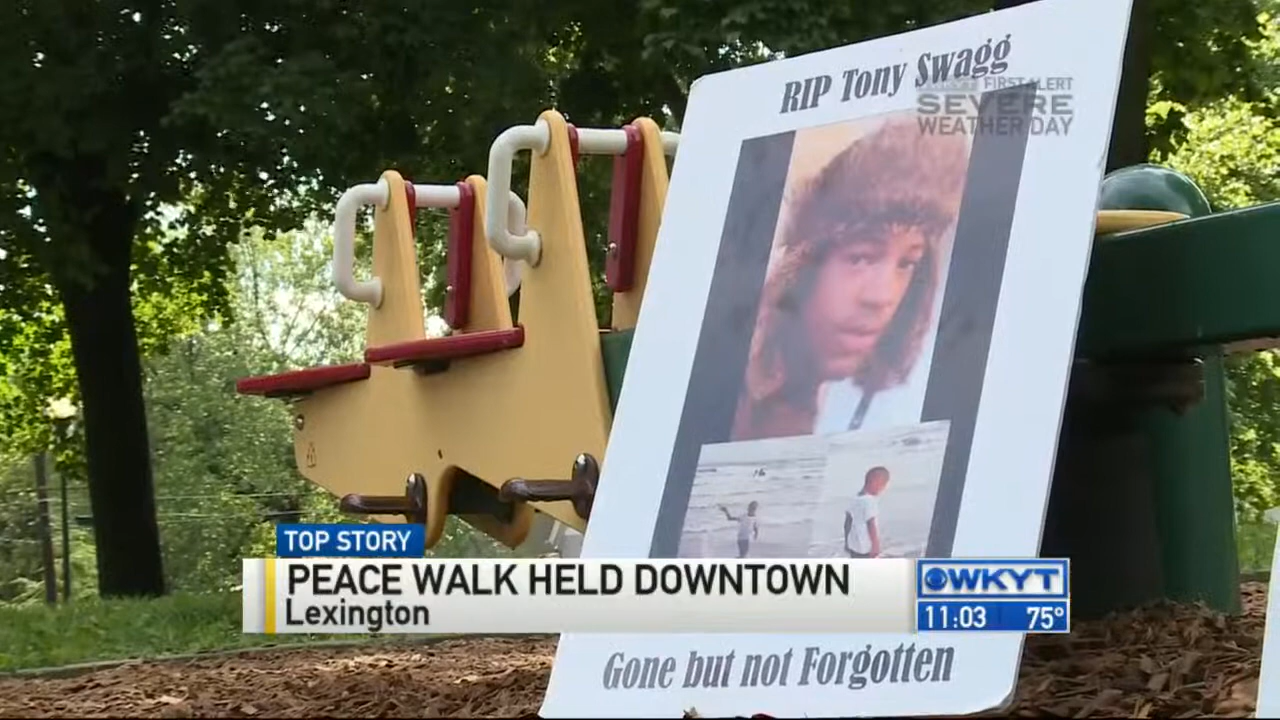 RIP Tony Swagg
WKYT FIRST ALERT
SEVERE
WEATHER DAY
TOP STORY
PEACE WALK HELD DOWNTOWN
Lexington
WKYT
11:03 75°
Gone but not Forgotten